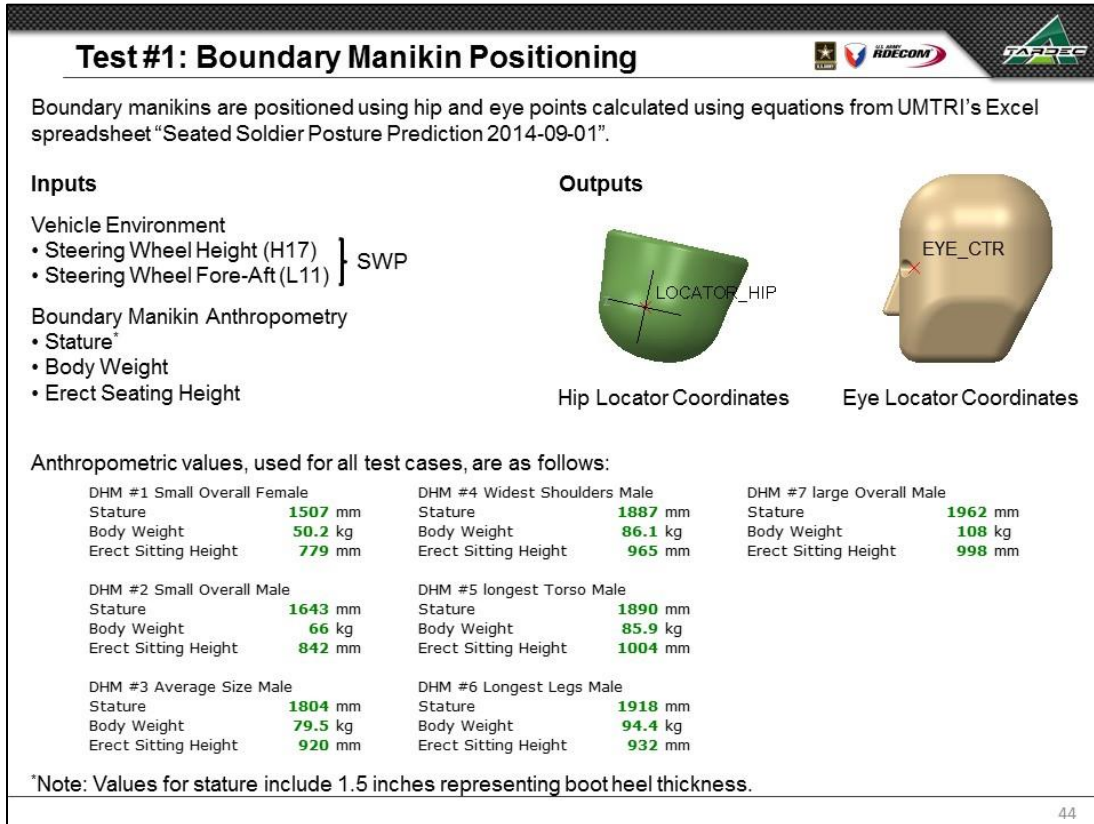 Test #1: Boundary Manikin Positioning
U.S. ARMY
U.S. ARMY
RDECOM
TARDEC
Boundary manikins are positioned using hip and eye points calculated using equations from UMTRI's Excel
spreadsheet “Seated Soldier Posture Prediction 2014-09-01”.
Inputs
Vehicle Environment
• Steering Wheel Height (H17)
• Steering Wheel Fore-Aft (L11)
SWP
Boundary Manikin Anthropometry
• Stature*
• Body Weight
• Erect Seating Height
Outputs
LOCATOR_HIP
Hip Locator Coordinates
EYE_CTR
Eye Locator Coordinates
Anthropometric values, used for all test cases, are as follows:
DHM #1 Small Overall Female
Stature 1507 mm
Body Weight 50.2 kg
Erect Sitting Height 779 mm
DHM #2 Small Overall Male
Stature 1643 mm
Body Weight 66 kg
Erect Sitting Height 842 mm
DHM #3 Average Size Male
Stature 1804 mm
Body Weight 79.5 kg
Erect Sitting Height 920 mm
DHM #4 Widest Shoulders Male
Stature 1887 mm
Body Weight 86.1 kg
Erect Sitting Height 965 mm
DHM #5 longest Torso Male
Stature 1890 mm
Body Weight 85.9 kg
Erect Sitting Height 1004 mm
DHM #6 Longest Legs Male
Stature 1918 mm
Body Weight 94.4 kg
Erect Sitting Height 932 mm
DHM #7 large Overall Male
Stature 1962 mm
Body Weight 108 kg
Erect Sitting Height 998 mm
*Note: Values for stature include 1.5 inches representing boot heel thickness.
44